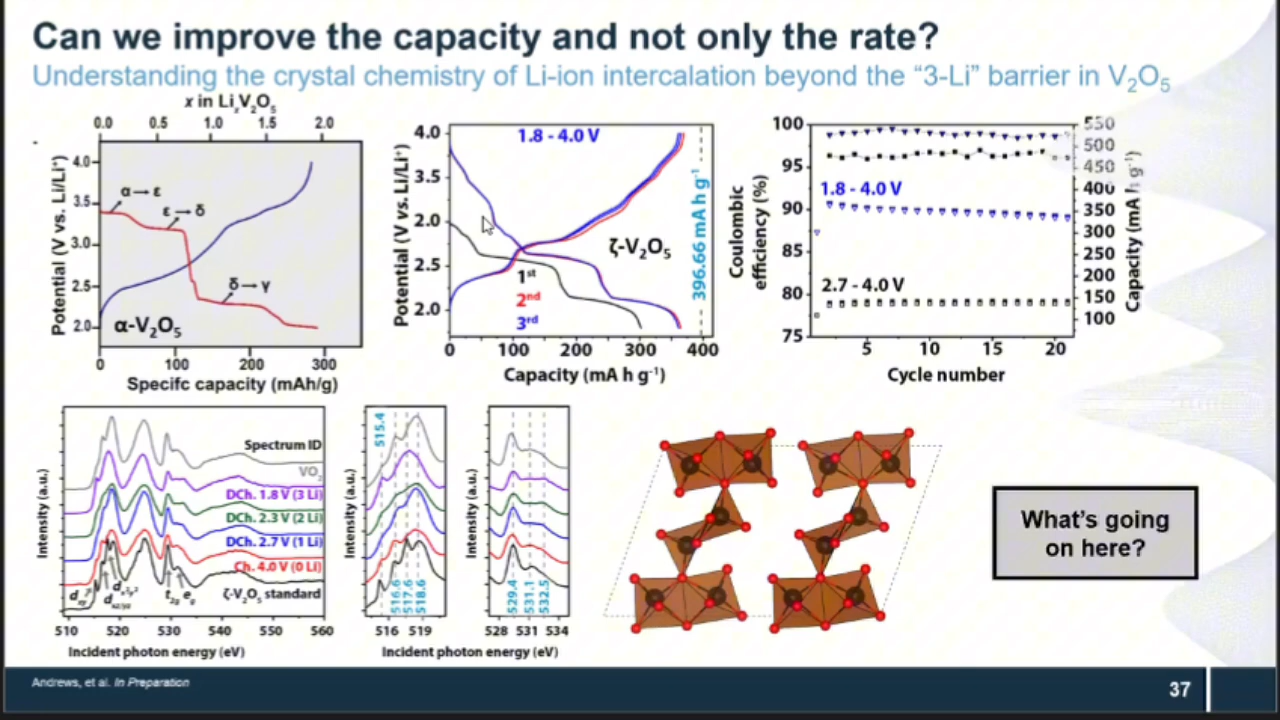 Can we improve the capacity and not only the rate?
Understanding the crystal chemistry of Li-ion intercalation beyond the “3-Li” barrier in V₂O₅
x in LiₓV₂O₅
0.0 0.5 1.0 1.5 2.0
Potential (V vs. Li/Li⁺)
4.0
3.0
2.5
2.0
α→ε
ε→δ
δ→γ
α-V₂O₅
0 100 200 300
Specifc capacity (mAh/g)
Potential (V vs. Li/Li⁺)
4.0
3.5
2.0
2.5
2.0
1.8 - 4.0 V
ζ-V₂O₅
1st
2nd
3rd
396.66 mA h g⁻¹
0 100 200 300 400
Capacity (mA h g⁻¹)
Coulombic
efficiency (%)
100
95
90
85
80
75
1.8 - 4.0 V
2.7 - 4.0 V
550
500
450
400
350
300
250
200
150
100
Capacity (mA h g⁻¹)
5 10 15 20
Cycle number
Intensity (a.u.)
Spectrum ID
VO₂
DCh. 1.8 V (3 Li)
DCh. 2.3 V (2 Li)
DCh. 2.7 V (1 Li)
Ch. 4.0 V (0 Li)
ζ-V₂O₅ standard
t2g eg
510 520 530 550 560
Incident photon energy (eV)
Intensity (a.u.)
515.4
516.6
517.6
518.6
516 519
Intensity (a.u.)
529.4
531.1
532.5
528 531 534
Incident photon energy (eV)
What’s going
on here?
Andrews, et al. In Preparation
37